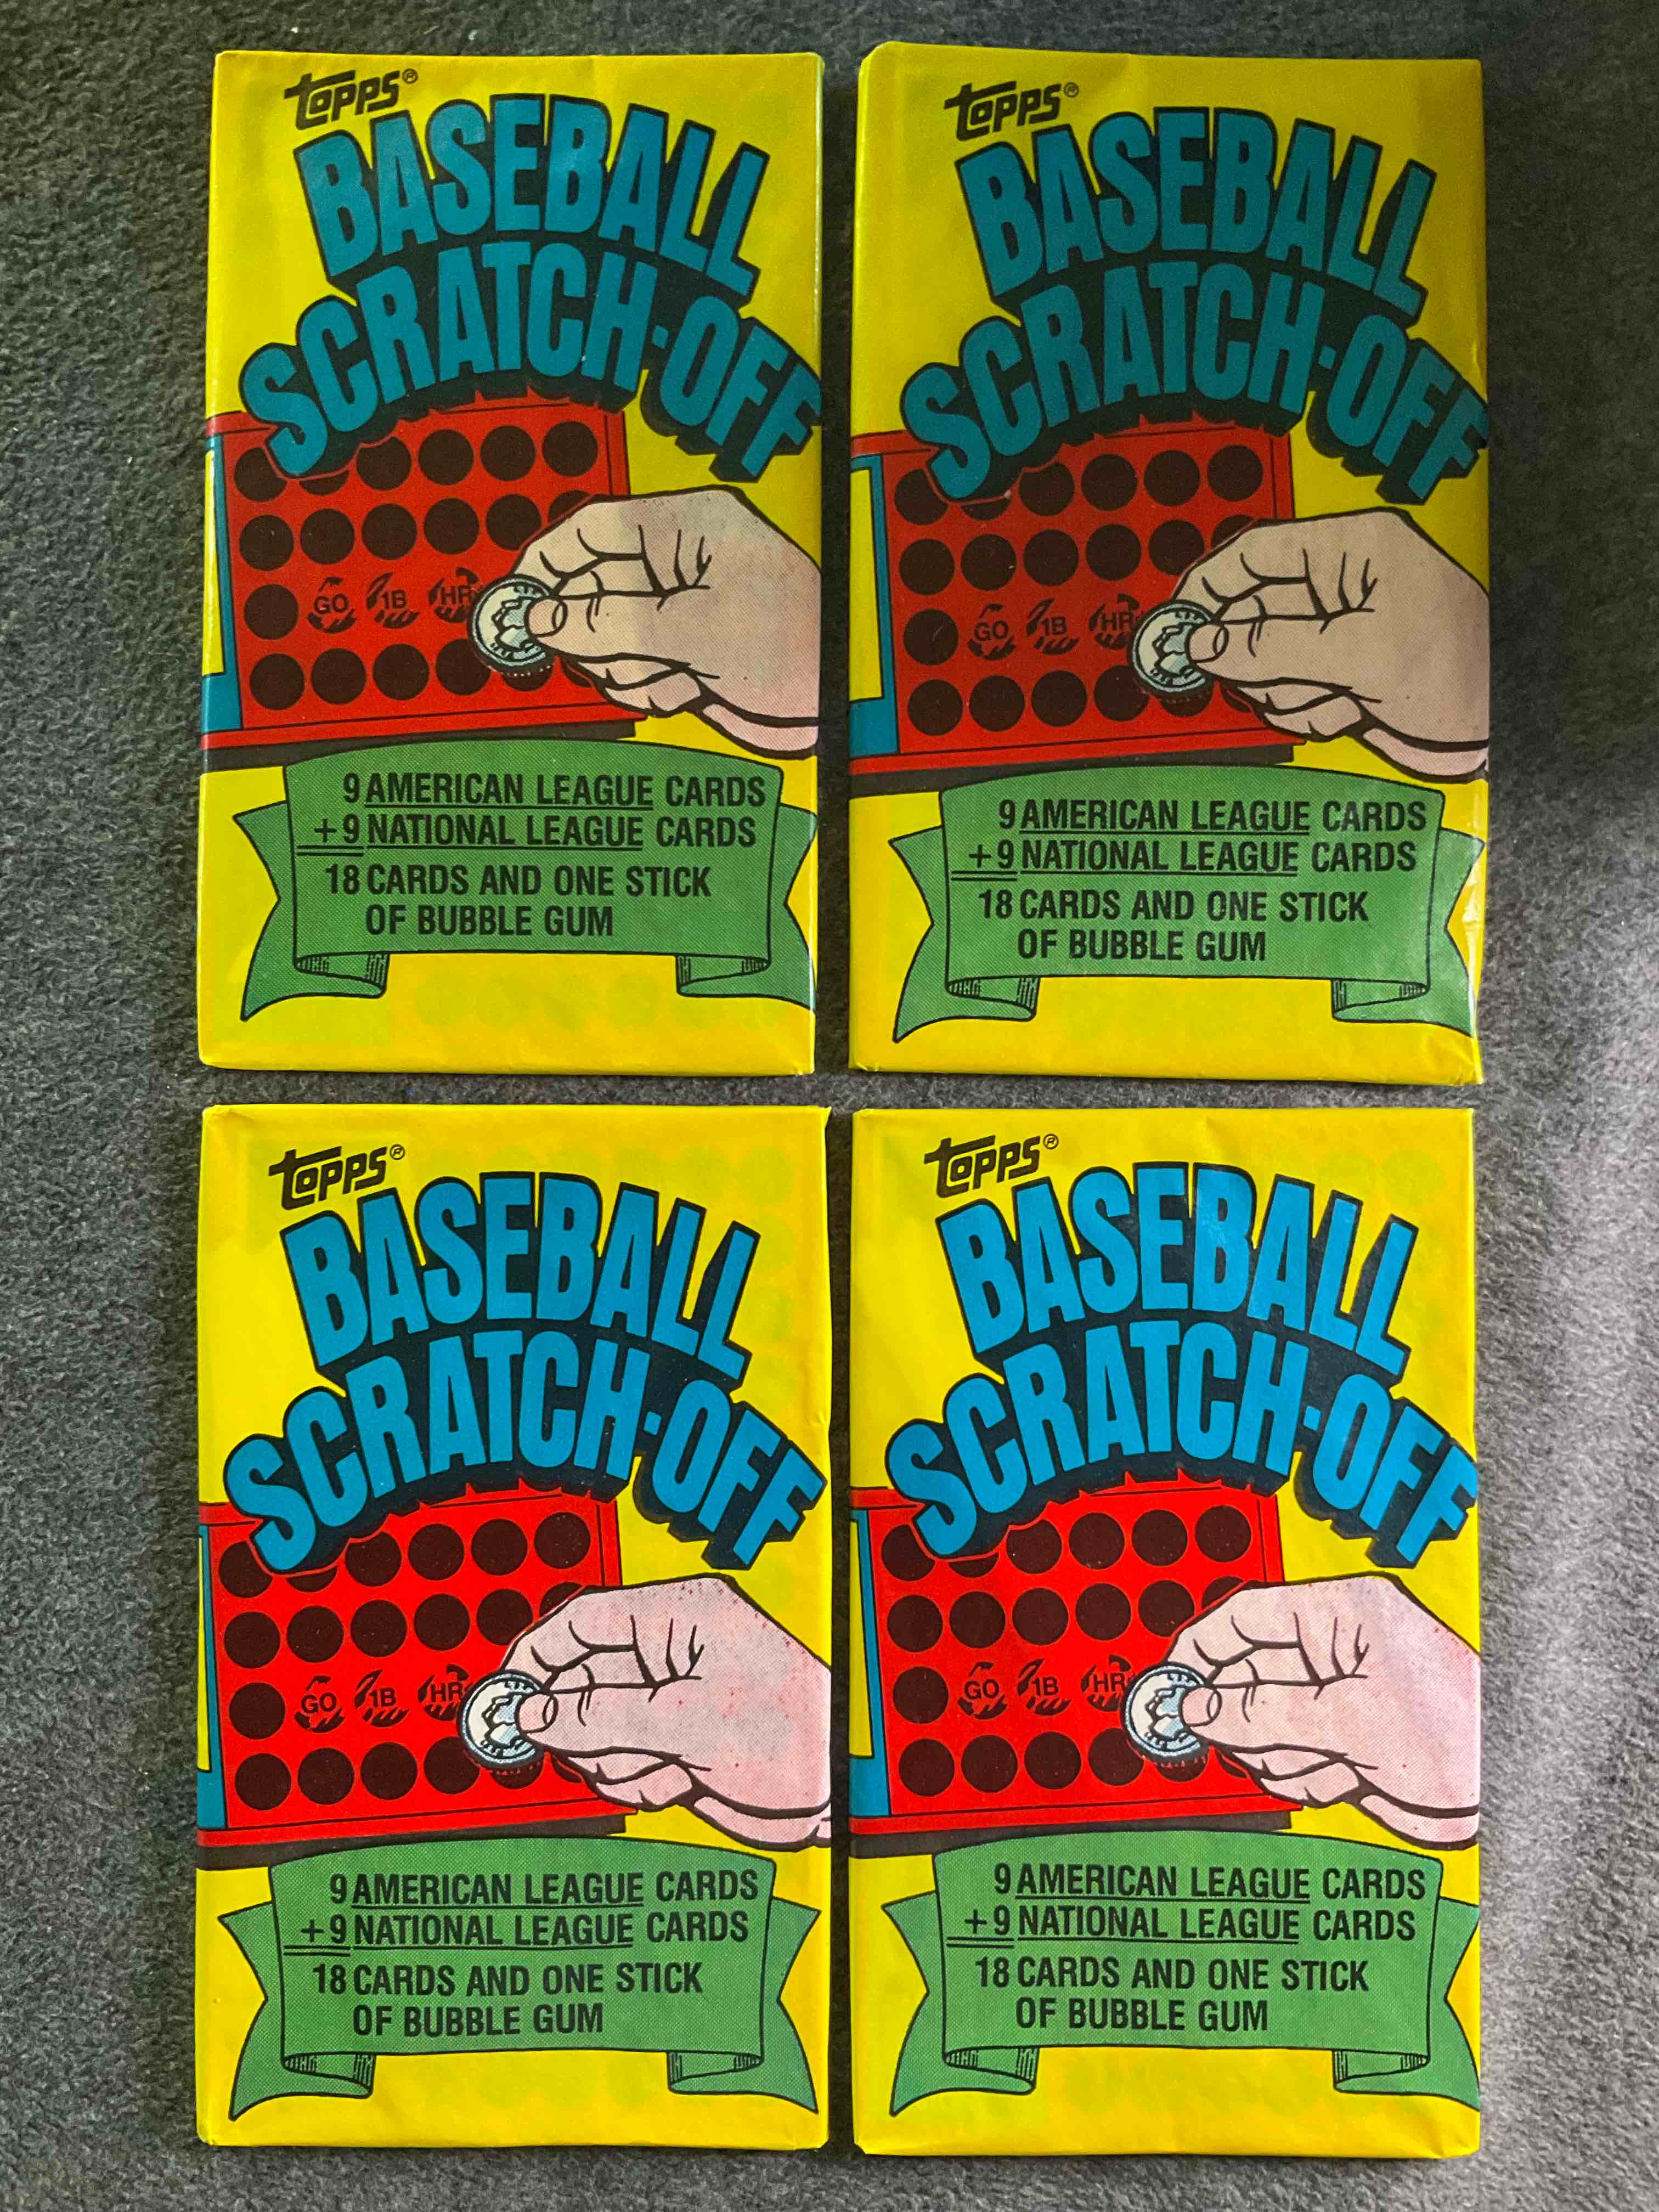 Topps®
BASEBALL
SCRATCH-OFF
GO 1B HR
9 AMERICAN LEAGUE CARDS
+9 NATIONAL LEAGUE CARDS
18 CARDS AND ONE STICK
OF BUBBLE GUM
Topps®
BASEBALL
SCRATCH-OFF
GO 1B HR
9 AMERICAN LEAGUE CARDS
+9 NATIONAL LEAGUE CARDS
18 CARDS AND ONE STICK
OF BUBBLE GUM
Topps®
BASEBALL
SCRATCH-OFF
GO 1B HR
9 AMERICAN LEAGUE CARDS
+9 NATIONAL LEAGUE CARDS
18 CARDS AND ONE STICK
OF BUBBLE GUM
Topps®
BASEBALL
SCRATCH-OFF
GO 1B HR
9 AMERICAN LEAGUE CARDS
+9 NATIONAL LEAGUE CARDS
18 CARDS AND ONE STICK
OF BUBBLE GUM